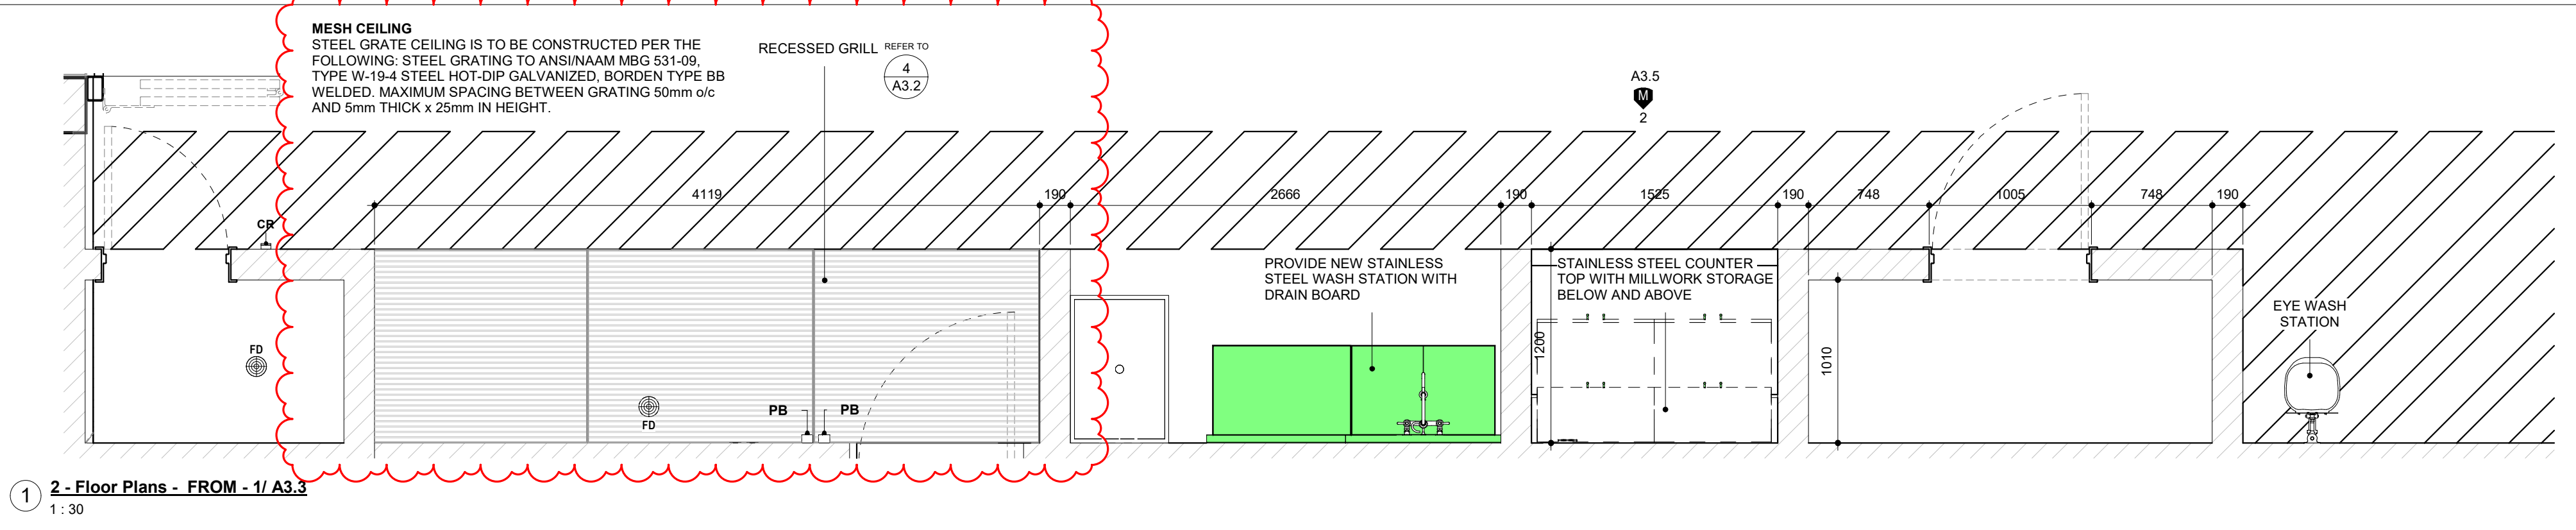 MESH CEILING
STEEL GRATE CEILING IS TO BE CONSTRUCTED PER THE
FOLLOWING: STEEL GRATING TO ANSI/NAAM MBG 531-09,
TYPE W-19-4 STEEL HOT-DIP GALVANIZED, BORDEN TYPE BB
WELDED. MAXIMUM SPACING BETWEEN GRATING 50mm o/c
AND 5mm THICK x 25mm IN HEIGHT.
RECESSED GRILL
REFER TO
4
A3.2
A3.5
M
2
4119
190
2666
190
1525
190
748
1005
748
190
CR
PROVIDE NEW STAINLESS
STEEL WASH STATION WITH
DRAIN BOARD
STAINLESS STEEL COUNTER
TOP WITH MILLWORK STORAGE
BELOW AND ABOVE
EYE WASH
STATION
FD
1200
1010
PB
PB
FD
1
2 - Floor Plans - FROM - 1/ A3.3
1 : 30